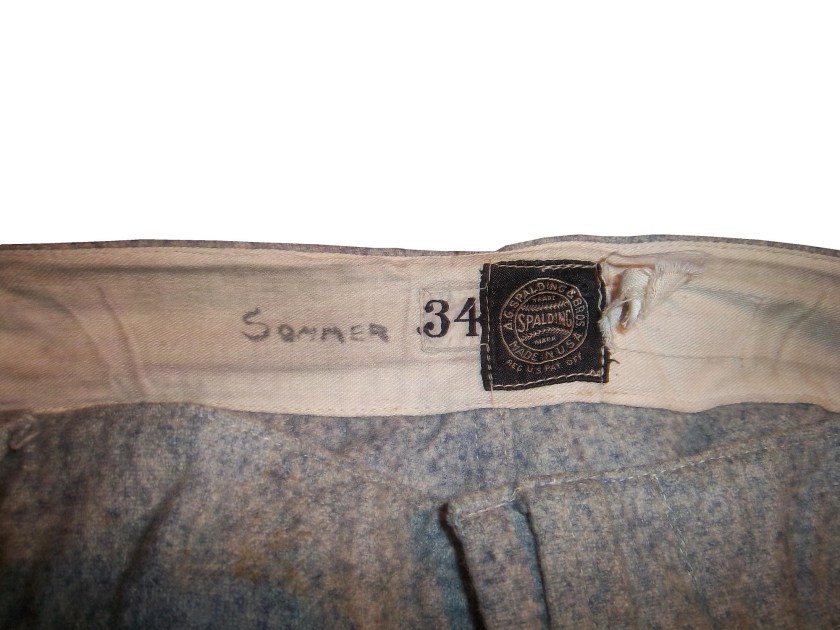 SOMMER
34
A.G. SPALDING & BROS
TRADE
SPALDING
MARK
MADE IN U.S.A
REG. U.S. PAT. OFF.